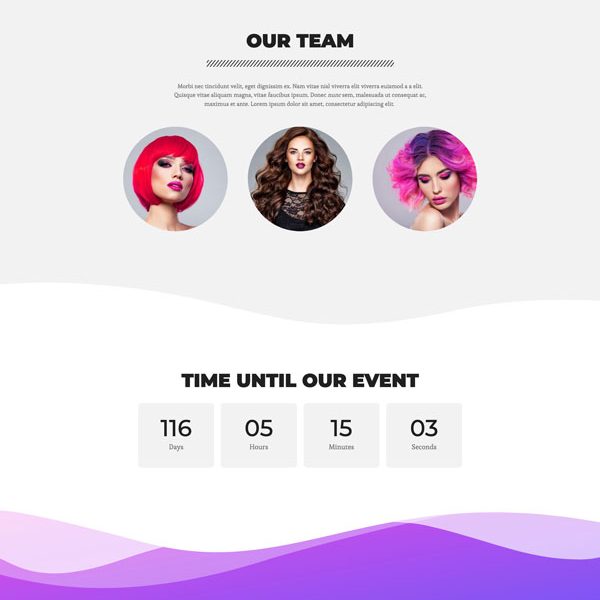 OUR TEAM
Morbi nec tincidunt velit, eget dignissim ex. Nam vitae nisl viverra elit viverra euismod a a elit.
Quisque vitae aliquam magna, vitae faucibus ipsum. Donec nunc sem, malesuada ut consequat eget,
maximus et ante. Lorem ipsum dolor sit amet, consectetur adipiscing elit.
TIME UNTIL OUR EVENT
116 05 15 03
Days Hours Minutes Seconds